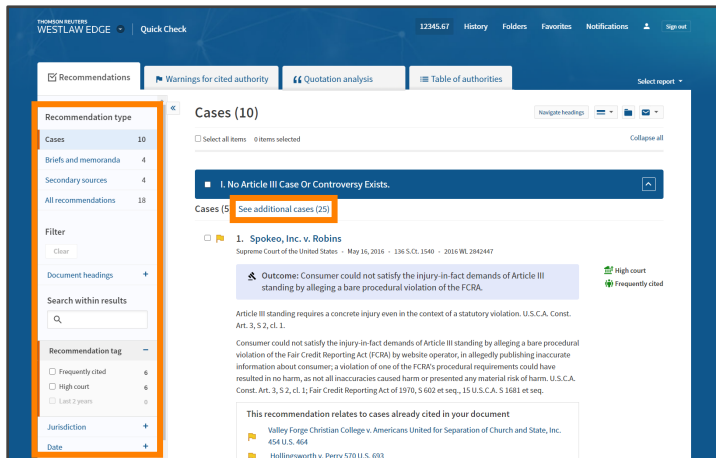 THOMSON REUTERS
WESTLAW EDGE Quick Check 12345.67 History Folders Favorites Notifications Sign out
Recommendations Warnings for cited authority Quotation analysis Table of authorities Select report
Recommendation type
Cases 10
Briefs and memoranda 4
Secondary sources 4
All recommendations 18
Filter
Clear
Document headings +
Search within results
Recommendation tag −
Frequently cited 6
High court 6
Last 2 years 0
Jurisdiction +
Date +
«
Cases (10) Navigate headings
Select all items 0 items selected Collapse all
I. No Article III Case Or Controversy Exists.
Cases (5 See additional cases (25)
1. Spokeo, Inc. v. Robins
Supreme Court of the United States - May 16, 2016 - 136 S.Ct. 1540 - 2016 WL 2842447
Outcome: Consumer could not satisfy the injury-in-fact demands of Article III
standing by alleging a bare procedural violation of the FCRA.
High court
Frequently cited
Article III standing requires a concrete injury even in the context of a statutory violation. U.S.C.A. Const.
Art. 3, S 2, cl. 1.
Consumer could not satisfy the injury-in-fact demands of Article III standing by alleging a bare procedural
violation of the Fair Credit Reporting Act (FCRA) by website operator, in allegedly publishing inaccurate
information about consumer; a violation of one of the FCRA's procedural requirements could have
resulted in no harm, as not all inaccuracies caused harm or presented any material risk of harm. U.S.C.A.
Const. Art. 3, S 2, cl. 1; Fair Credit Reporting Act of 1970, S 602 et seq., 15 U.S.C.A. S 1681 et seq.
This recommendation relates to cases already cited in your document
Valley Forge Christian College v. Americans United for Separation of Church and State, Inc.
454 U.S. 464
Hollingsworth v. Perry 570 U.S. 693